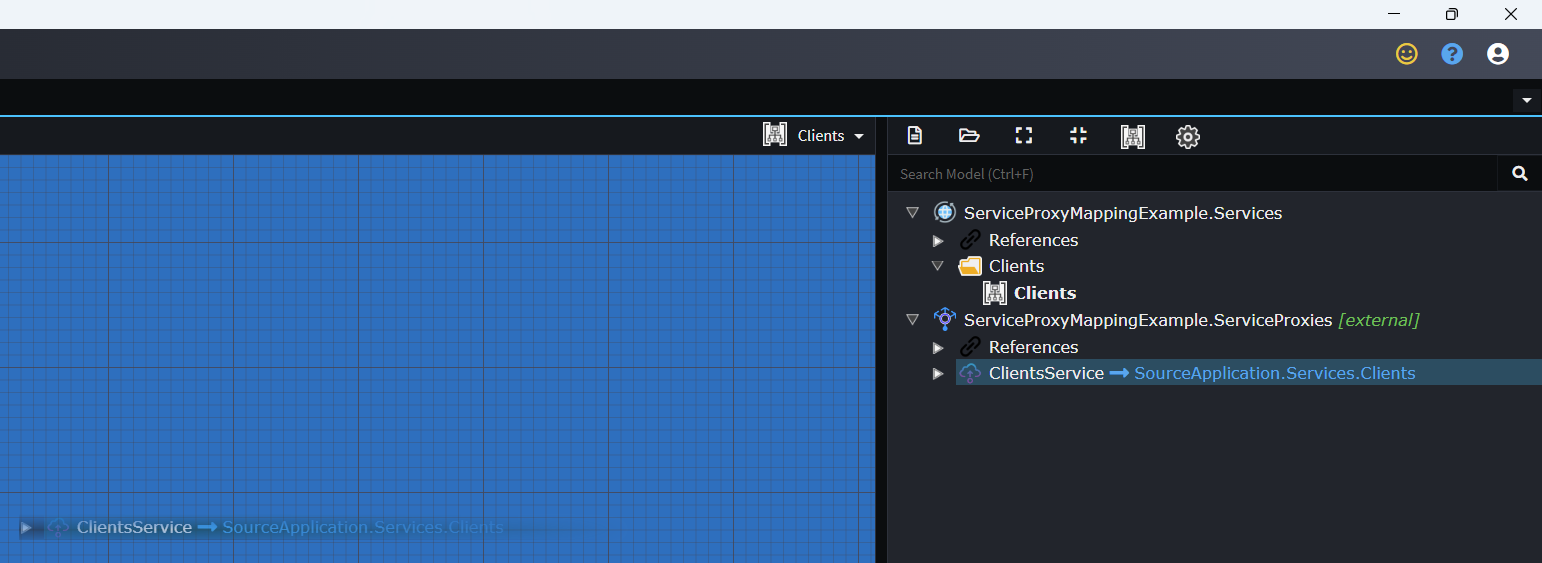 Clients
Search Model (Ctrl+F)
ServiceProxyMappingExample.Services
References
Clients
Clients
ServiceProxyMappingExample.ServiceProxies [external]
References
ClientsService → SourceApplication.Services.Clients
ClientsService → SourceApplication.Services.Clients